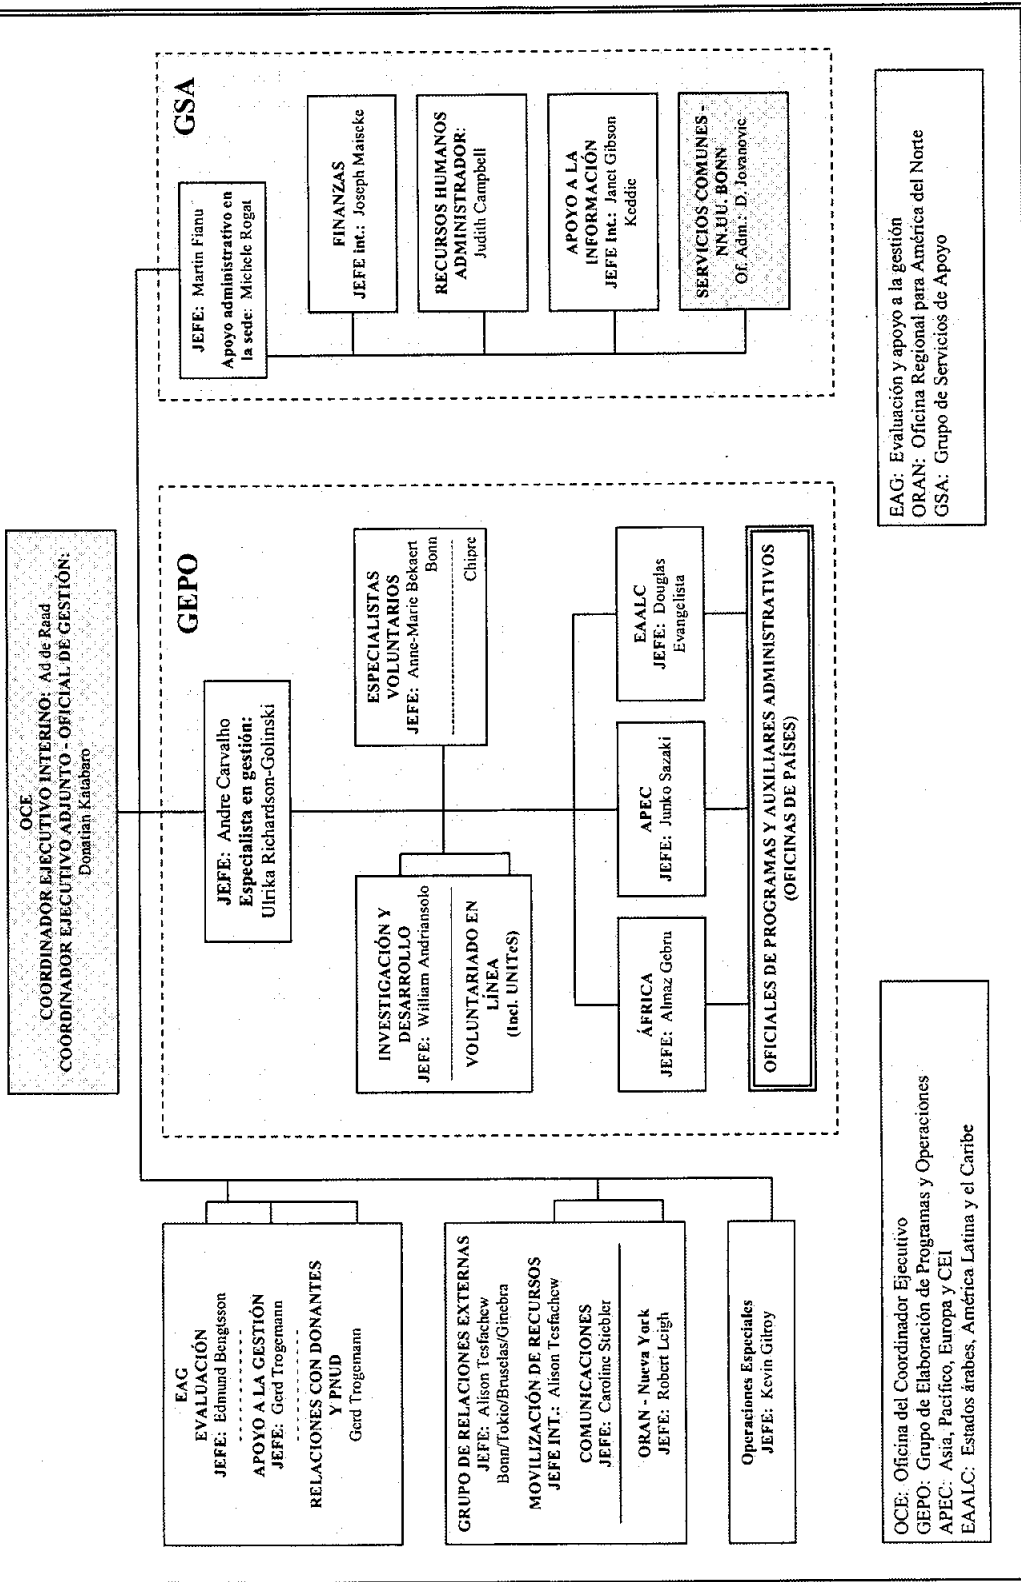 OCE
COORDINADOR EJECUTIVO INTERINO: Ad de Raad
COORDINADOR EJECUTIVO ADJUNTO - OFICIAL DE GESTIÓN:
Donatian Katabaro
EAG
EVALUACIÓN
JEFE: Edmund Bengtsson
APOYO A LA GESTIÓN
JEFE: Gerd Trogemann
RELACIONES CON DONANTES
Y PNUD
Gerd Trogemann
GRUPO DE RELACIONES EXTERNAS
JEFE: Alison Tesfachew
Bonn/Tokio/Bruselas/Ginebra
MOVILIZACIÓN DE RECURSOS
JEFE INT.: Alison Tesfachew
COMUNICACIONES
JEFE: Caroline Stiebler
ORAN - Nueva York
JEFE: Robert Leigh
Operaciones Especiales
JEFE: Kevin Gilroy
GEPO
JEFE: Andre Carvalho
Especialista en gestión:
Ulrika Richardson-Golinski
INVESTIGACIÓN Y
DESARROLLO
JEFE: William Andriansolo
VOLUNTARIADO EN
LÍNEA
(Incl. UNITeS)
ESPECIALISTAS
VOLUNTARIOS
JEFE: Anne-Marie Bekaert
Bonn
Chipre
ÁFRICA
JEFE: Almaz Gebru
APEC
JEFE: Junko Sazaki
EAALC
JEFE: Douglas
Evangelista
OFICIALES DE PROGRAMAS Y AUXILIARES ADMINISTRATIVOS
(OFICINAS DE PAÍSES)
GSA
JEFE: Martin Fianu
Apoyo administrativo en
la sede: Michele Rogat
FINANZAS
JEFE int.: Joseph Maiseke
RECURSOS HUMANOS
ADMINISTRADOR:
Judith Campbell
APOYO A LA
INFORMACIÓN
JEFE Int.: Janet Gibson
Keddie
SERVICIOS COMUNES -
NN.UU. BONN
Of. Adm.: D. Jovanovic
OCE: Oficina del Coordinador Ejecutivo
GEPO: Grupo de Elaboración de Programas y Operaciones
APEC: Asia, Pacífico, Europa y CEI
EAALC: Estados árabes, América Latina y el Caribe
EAG: Evaluación y apoyo a la gestión
ORAN: Oficina Regional para América del Norte
GSA: Grupo de Servicios de Apoyo